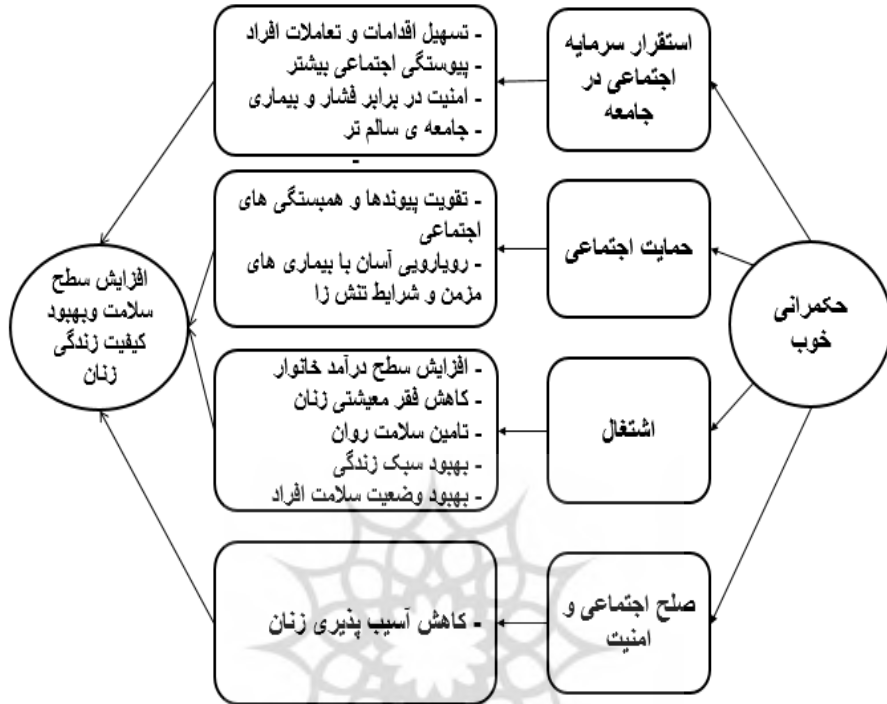 حکمرانی
خوب
استقرار سرمایه
اجتماعی در
جامعه
- تسهیل اقدامات و تعاملات افراد
- پیوستگی اجتماعی بیشتر
- امنیت در برابر فشار و بیماری
- جامعه ی سالم تر
-
حمایت اجتماعی
- تقویت پیوندها و همبستگی های
اجتماعی
- رویارویی آسان با بیماری های
مزمن و شرایط تنش زا
اشتغال
- افزایش سطح درآمد خانوار
- کاهش فقر معیشتی زنان
- تامین سلامت روان
- بهبود سبک زندگی
- بهبود وضعیت سلامت افراد
صلح اجتماعی و
امنیت
- کاهش آسیب پذیری زنان
افزایش سطح
سلامت وبهبود
کیفیت زندگی
زنان